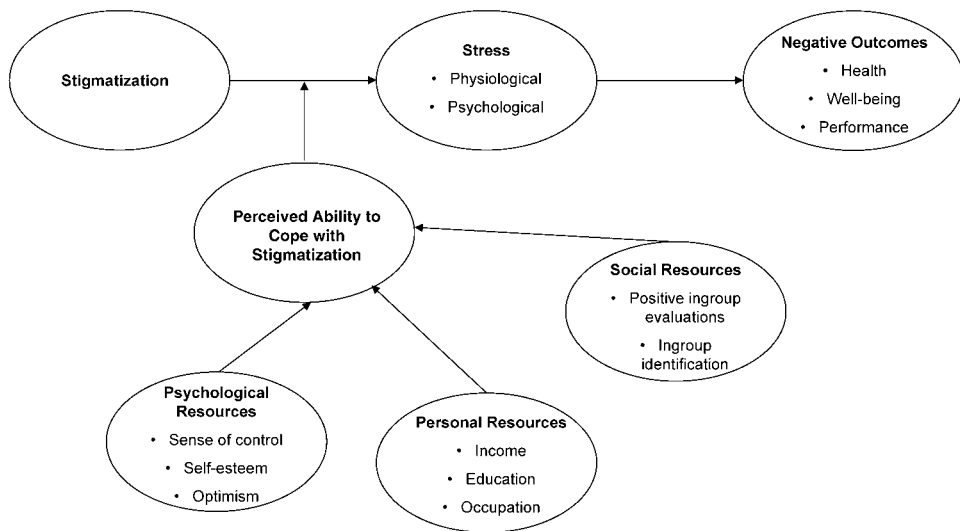 Stigmatization
Stress
• Physiological
• Psychological
Negative Outcomes
• Health
• Well-being
• Performance
Perceived Ability to
Cope with
Stigmatization
Social Resources
• Positive ingroup
evaluations
• Ingroup
identification
Psychological
Resources
• Sense of control
• Self-esteem
• Optimism
Personal Resources
• Income
• Education
• Occupation